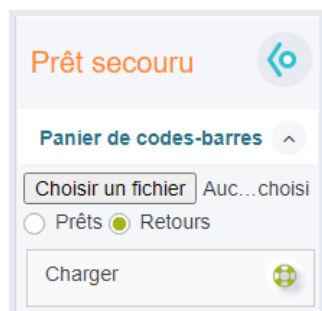 Prêt secouru
Panier de codes-barres
Choisir un fichier Auc...choisi
Prêts Retours
Charger